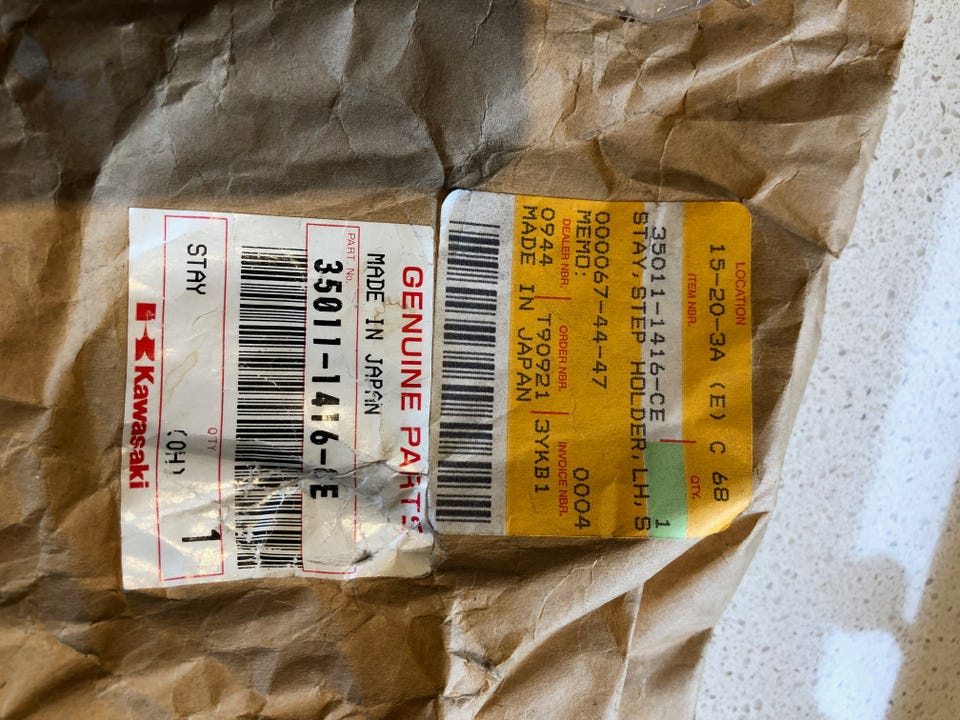 LOCATION
15-20-3A (E) C 68
ITEM NBR. QTY.
35011-1416-CE 1
STAY,STEP HOLDER,LH,S
000067-44-47 0004
MEMO:
DEALER NBR. ORDER NBR. INVOICE NBR.
0944 T90921 3YKB1
MADE IN JAPAN
GENUINE PARTS
MADE IN JAPAN
PART No.
35011-1416-CE
QTY
STAY (OH) 1
Kawasaki